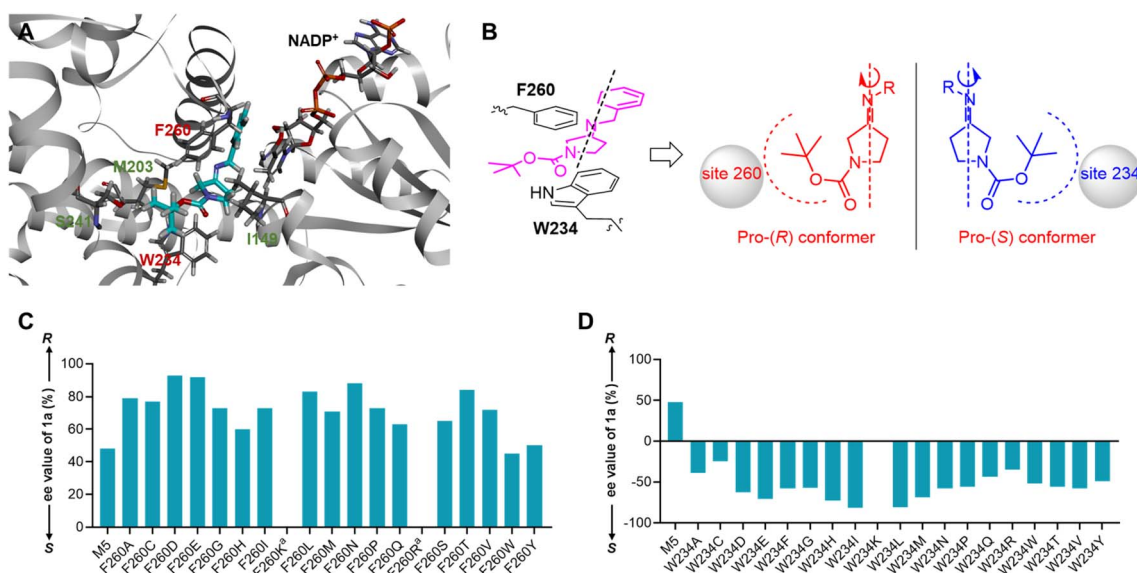 A
NADP+
F260
M203
S241
I149
W234
B
F260
O
O
N
N
HN
W234
R
N
N
O
O
site 260
Pro-(R) conformer
R
N
N
O
O
site 234
Pro-(S) conformer
C
R
ee value of 1a (%)
S
100
80
60
40
20
0
M5
F260A
F260C
F260D
F260E
F260G
F260H
F260I
F260Kª
F260L
F260M
F260N
F260P
F260Q
F260Rª
F260S
F260T
F260V
F260W
F260Y
D
R
ee value of 1a (%)
S
100
50
0
-50
-100
M5
W234A
W234C
W234D
W234E
W234F
W234G
W234H
W234I
W234K
W234L
W234M
W234N
W234P
W234Q
W234R
W234W
W234T
W234V
W234Y